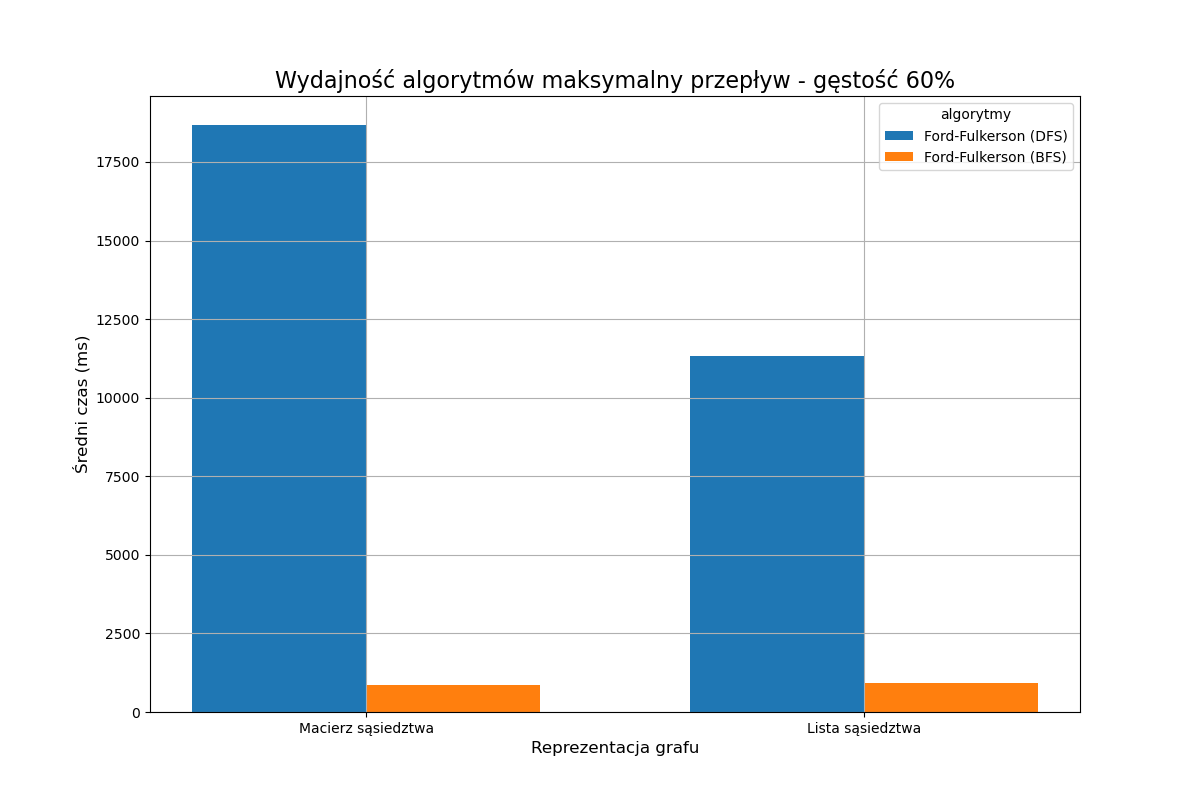 Wydajność algorytmów maksymalny przepływ - gęstość 60%
algorytmy
Ford-Fulkerson (DFS)
Ford-Fulkerson (BFS)
Średni czas (ms)
17500
15000
12500
10000
7500
5000
2500
0
Macierz sąsiedztwa
Lista sąsiedztwa
Reprezentacja grafu